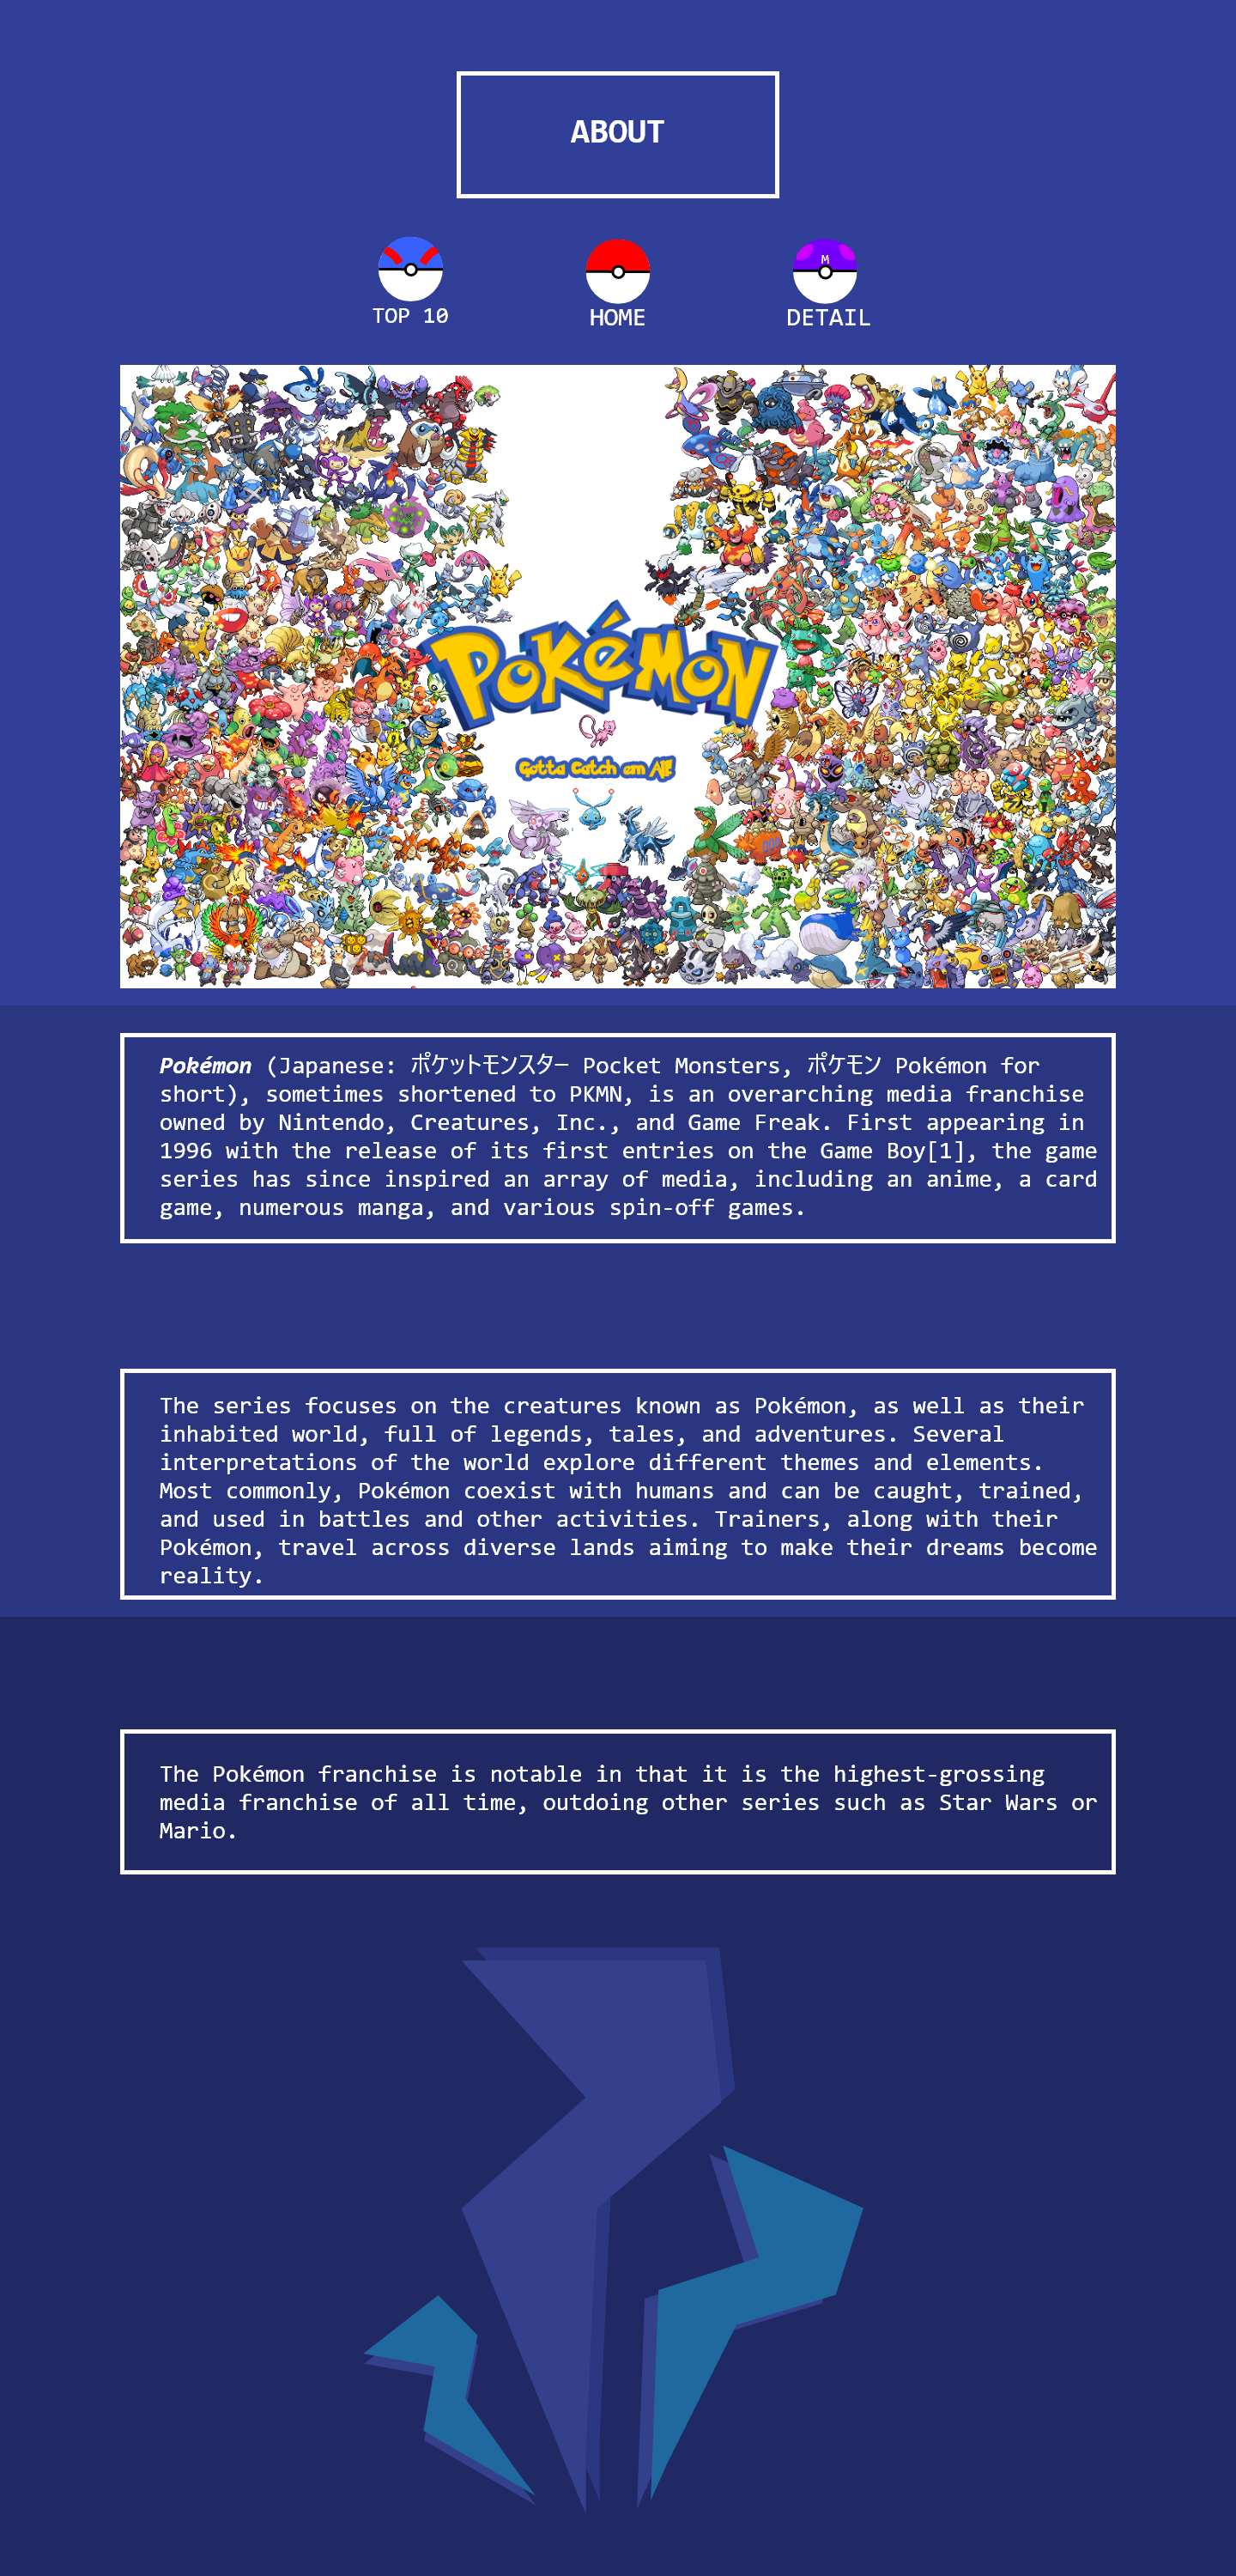 ABOUT
M
TOP 10
HOME
DETAIL
POKéMON
Gotta Catch em All!
Pokémon (Japanese: ポケットモンスター Pocket Monsters, ポケモン Pokémon for
short), sometimes shortened to PKMN, is an overarching media franchise
owned by Nintendo, Creatures, Inc., and Game Freak. First appearing in
1996 with the release of its first entries on the Game Boy[1], the game
series has since inspired an array of media, including an anime, a card
game, numerous manga, and various spin-off games.
The series focuses on the creatures known as Pokémon, as well as their
inhabited world, full of legends, tales, and adventures. Several
interpretations of the world explore different themes and elements.
Most commonly, Pokémon coexist with humans and can be caught, trained,
and used in battles and other activities. Trainers, along with their
Pokémon, travel across diverse lands aiming to make their dreams become
reality.
The Pokémon franchise is notable in that it is the highest-grossing
media franchise of all time, outdoing other series such as Star Wars or
Mario.